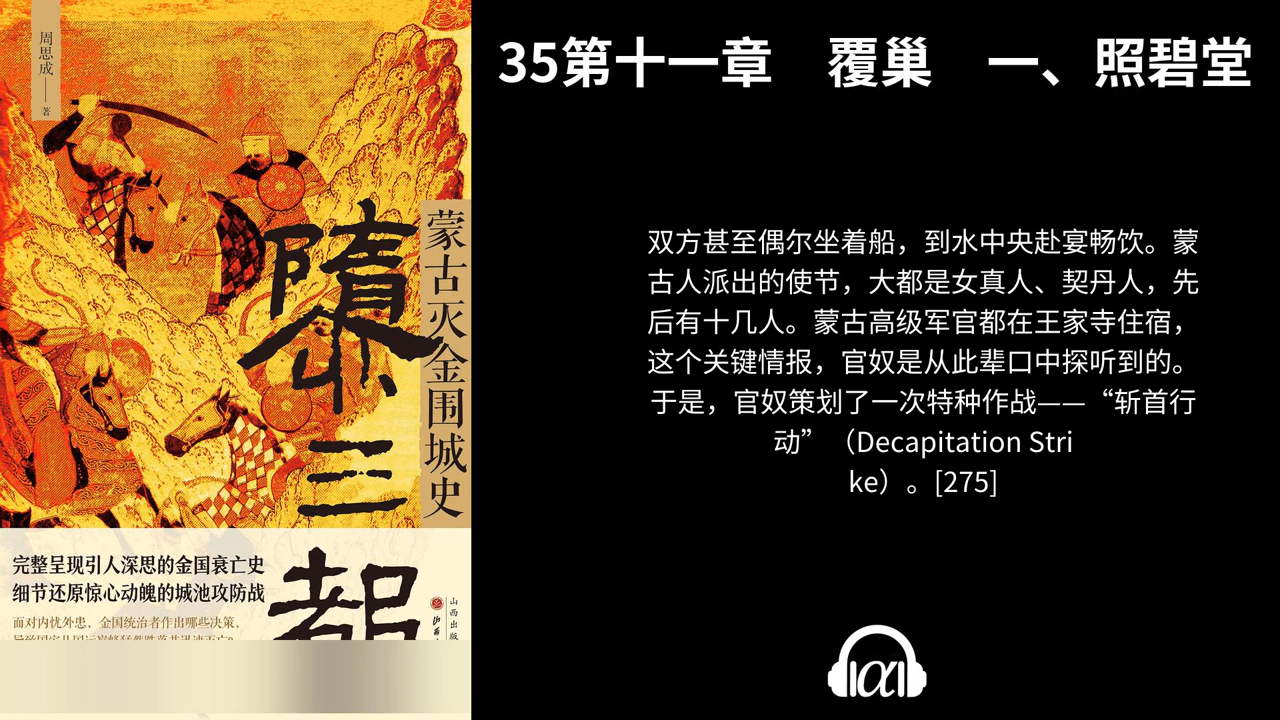 35第十一章　覆巢　一、照碧堂
双方甚至偶尔坐着船，到水中央赴宴畅饮。蒙
古人派出的使节，大都是女真人、契丹人，先
后有十几人。蒙古高级军官都在王家寺住宿，
这个关键情报，官奴是从此辈口中探听到的。
于是，官奴策划了一次特种作战——“斩首行
动”（Decapitation Stri
ke）。[275]
周思成——著
隳三都
蒙古灭金围城史
完整呈现引人深思的金国衰亡史
细节还原惊心动魄的城池攻防战
面对内忧外患，金国统治者作出哪些决策，
山西出版